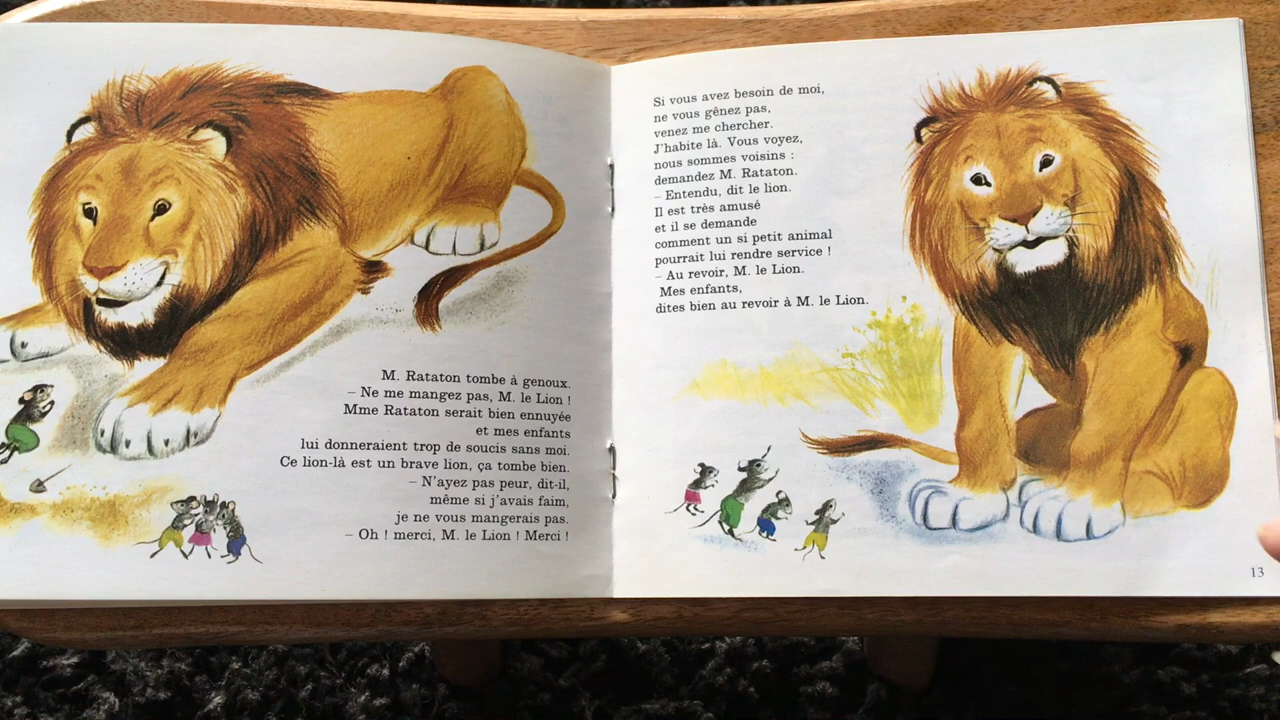 M. Rataton tombe à genoux.
– Ne me mangez pas, M. le Lion !
Mme Rataton serait bien ennuyée
et mes enfants
lui donneraient trop de soucis sans moi.
Ce lion-là est un brave lion, ça tombe bien.
– N'ayez pas peur, dit-il,
même si j'avais faim,
je ne vous mangerais pas.
– Oh ! merci, M. le Lion ! Merci !
Si vous avez besoin de moi,
ne vous gênez pas,
venez me chercher.
J'habite là. Vous voyez,
nous sommes voisins :
demandez M. Rataton.
– Entendu, dit le lion.
Il est très amusé
et il se demande
comment un si petit animal
pourrait lui rendre service !
– Au revoir, M. le Lion.
Mes enfants,
dites bien au revoir à M. le Lion.
13